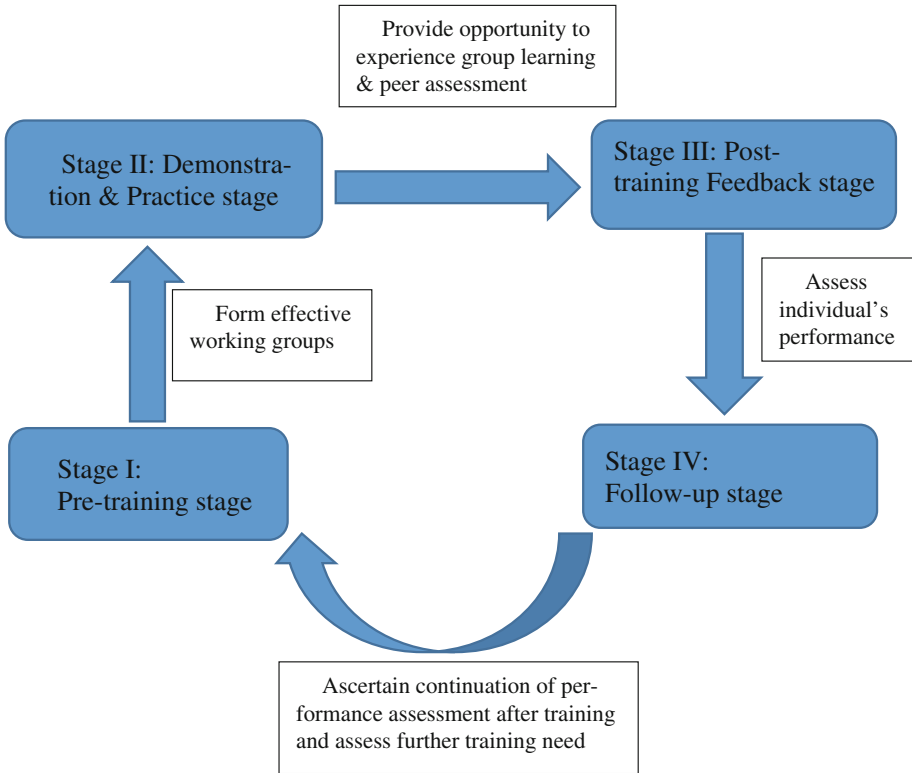 Provide opportunity to
experience group learning
& peer assessment
Stage II: Demonstra-
tion & Practice stage
Stage III: Post-
training Feedback stage
Form effective
working groups
Assess
individual's
performance
Stage I:
Pre-training stage
Stage IV:
Follow-up stage
Ascertain continuation of per-
formance assessment after training
and assess further training need